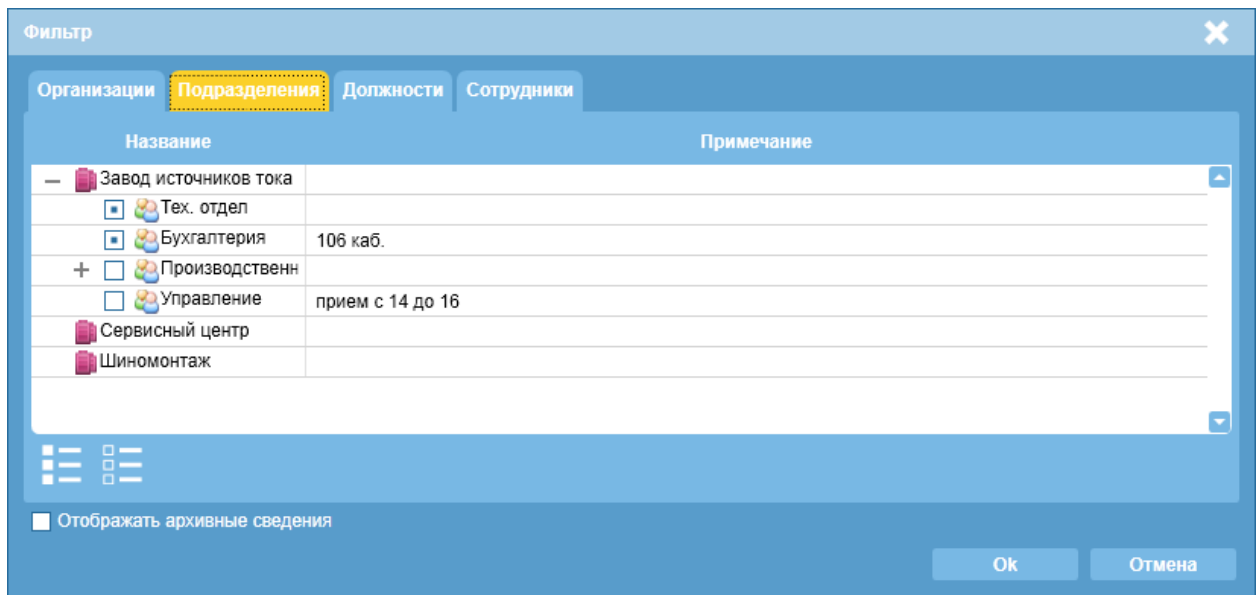 Фильтр
Организации Подразделения Должности Сотрудники
Название Примечание
Завод источников тока
Тех. отдел
Бухгалтерия 106 каб.
Производственн
Управление прием с 14 до 16
Сервисный центр
Шиномонтаж
Отображать архивные сведения
Ok Отмена